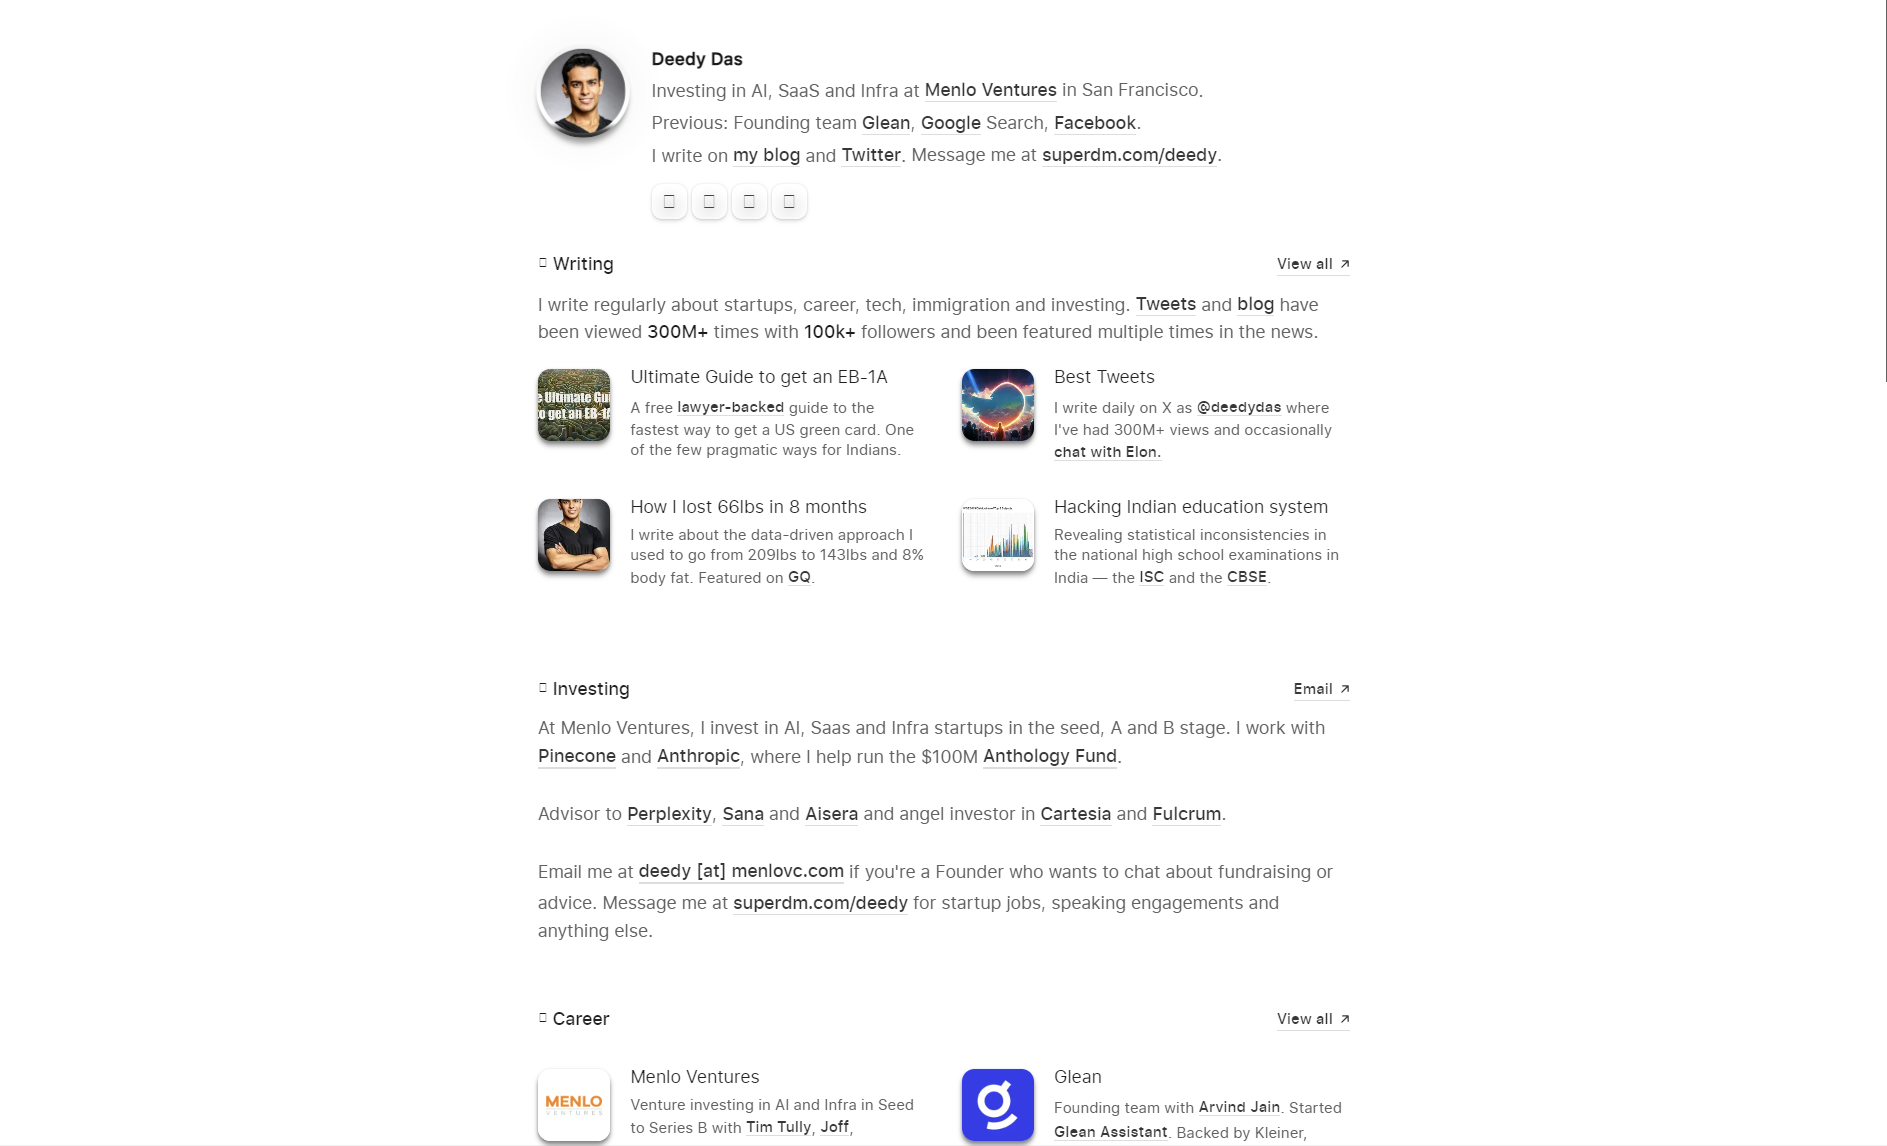 Deedy Das
Investing in AI, SaaS and Infra at Menlo Ventures in San Francisco.
Previous: Founding team Glean, Google Search, Facebook.
I write on my blog and Twitter. Message me at superdm.com/deedy.
Writing
View all ↗
I write regularly about startups, career, tech, immigration and investing. Tweets and blog have
been viewed 300M+ times with 100k+ followers and been featured multiple times in the news.
e Ultimate Gui
o get an EB-1
Ultimate Guide to get an EB-1A
A free lawyer-backed guide to the
fastest way to get a US green card. One
of the few pragmatic ways for Indians.
Best Tweets
I write daily on X as @deedydas where
I've had 300M+ views and occasionally
chat with Elon.
How I lost 66lbs in 8 months
I write about the data-driven approach I
used to go from 209lbs to 143lbs and 8%
body fat. Featured on GQ.
Hacking Indian education system
Revealing statistical inconsistencies in
the national high school examinations in
India — the ISC and the CBSE.
Investing
Email ↗
At Menlo Ventures, I invest in AI, Saas and Infra startups in the seed, A and B stage. I work with
Pinecone and Anthropic, where I help run the $100M Anthology Fund.
Advisor to Perplexity, Sana and Aisera and angel investor in Cartesia and Fulcrum.
Email me at deedy [at] menlovc.com if you're a Founder who wants to chat about fundraising or
advice. Message me at superdm.com/deedy for startup jobs, speaking engagements and
anything else.
Career
View all ↗
MENLO
VENTURES
Menlo Ventures
Venture investing in AI and Infra in Seed
to Series B with Tim Tully, Joff,
g
Glean
Founding team with Arvind Jain. Started
Glean Assistant. Backed by Kleiner,